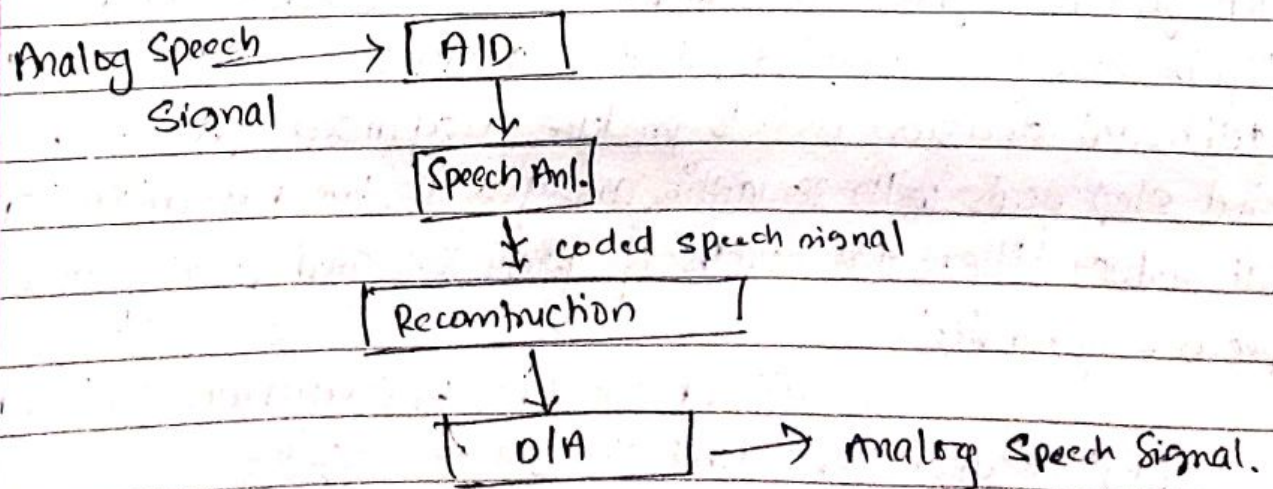 Analog Speech
Signal
A/D
Speech Anl.
coded speech signal
Reconstruction
D/A
Analog Speech Signal.